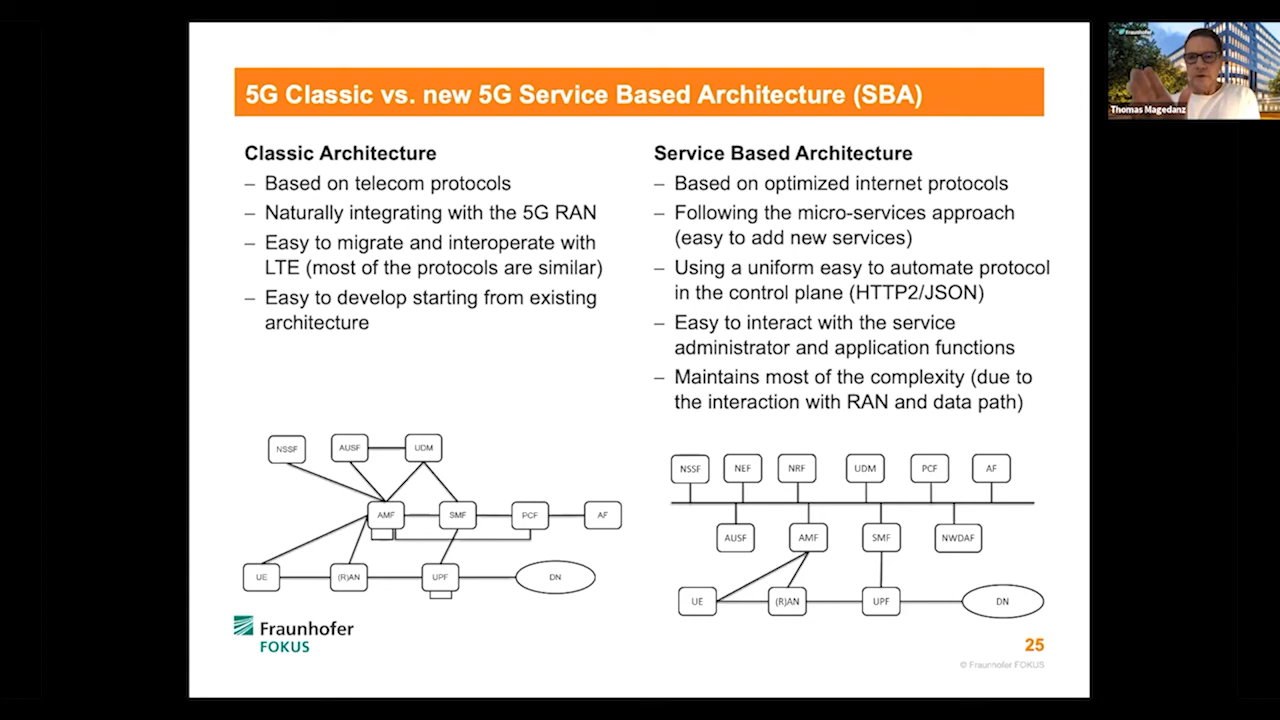 5G Classic vs. new 5G Service Based Architecture (SBA)
Classic Architecture
– Based on telecom protocols
– Naturally integrating with the 5G RAN
– Easy to migrate and interoperate with
LTE (most of the protocols are similar)
– Easy to develop starting from existing
architecture
Service Based Architecture
– Based on optimized internet protocols
– Following the micro-services approach
(easy to add new services)
– Using a uniform easy to automate protocol
in the control plane (HTTP2/JSON)
– Easy to interact with the service
administrator and application functions
– Maintains most of the complexity (due to
the interaction with RAN and data path)
NSSF AUSF UDM
AMF SMF PCF AF
UE (R)AN UPF DN
NSSF NEF NRF UDM PCF AF
AUSF AMF SMF NWDAF
UE (R)AN UPF DN
Fraunhofer
FOKUS
25
© Fraunhofer FOKUS
Fraunhofer
Thomas Magedanz